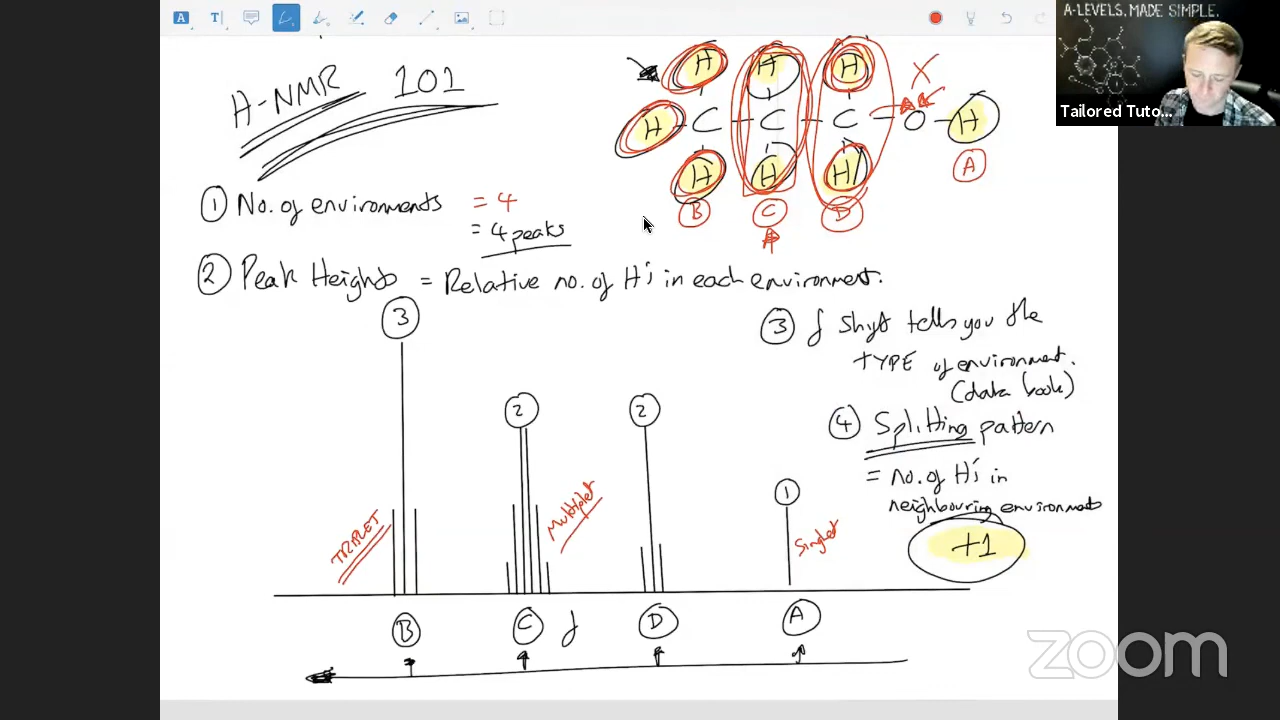 A-LEVELS. MADE SIMPLE.
Tailored Tuto...
H-NMR 101
H H H X
H - C - C - C - O - H
H H H A
B C D
① No. of environments = 4
= 4 peaks
② Peak Heights = Relative no. of H's in each environment.
3
③ δ Shift tells you the
TYPE of environment.
(data book)
2 2
④ Splitting pattern
= no. of H's in
neighbouring environment
+1
1
TRIPLET
Multiplet
Singlet
B C δ D A
zoom